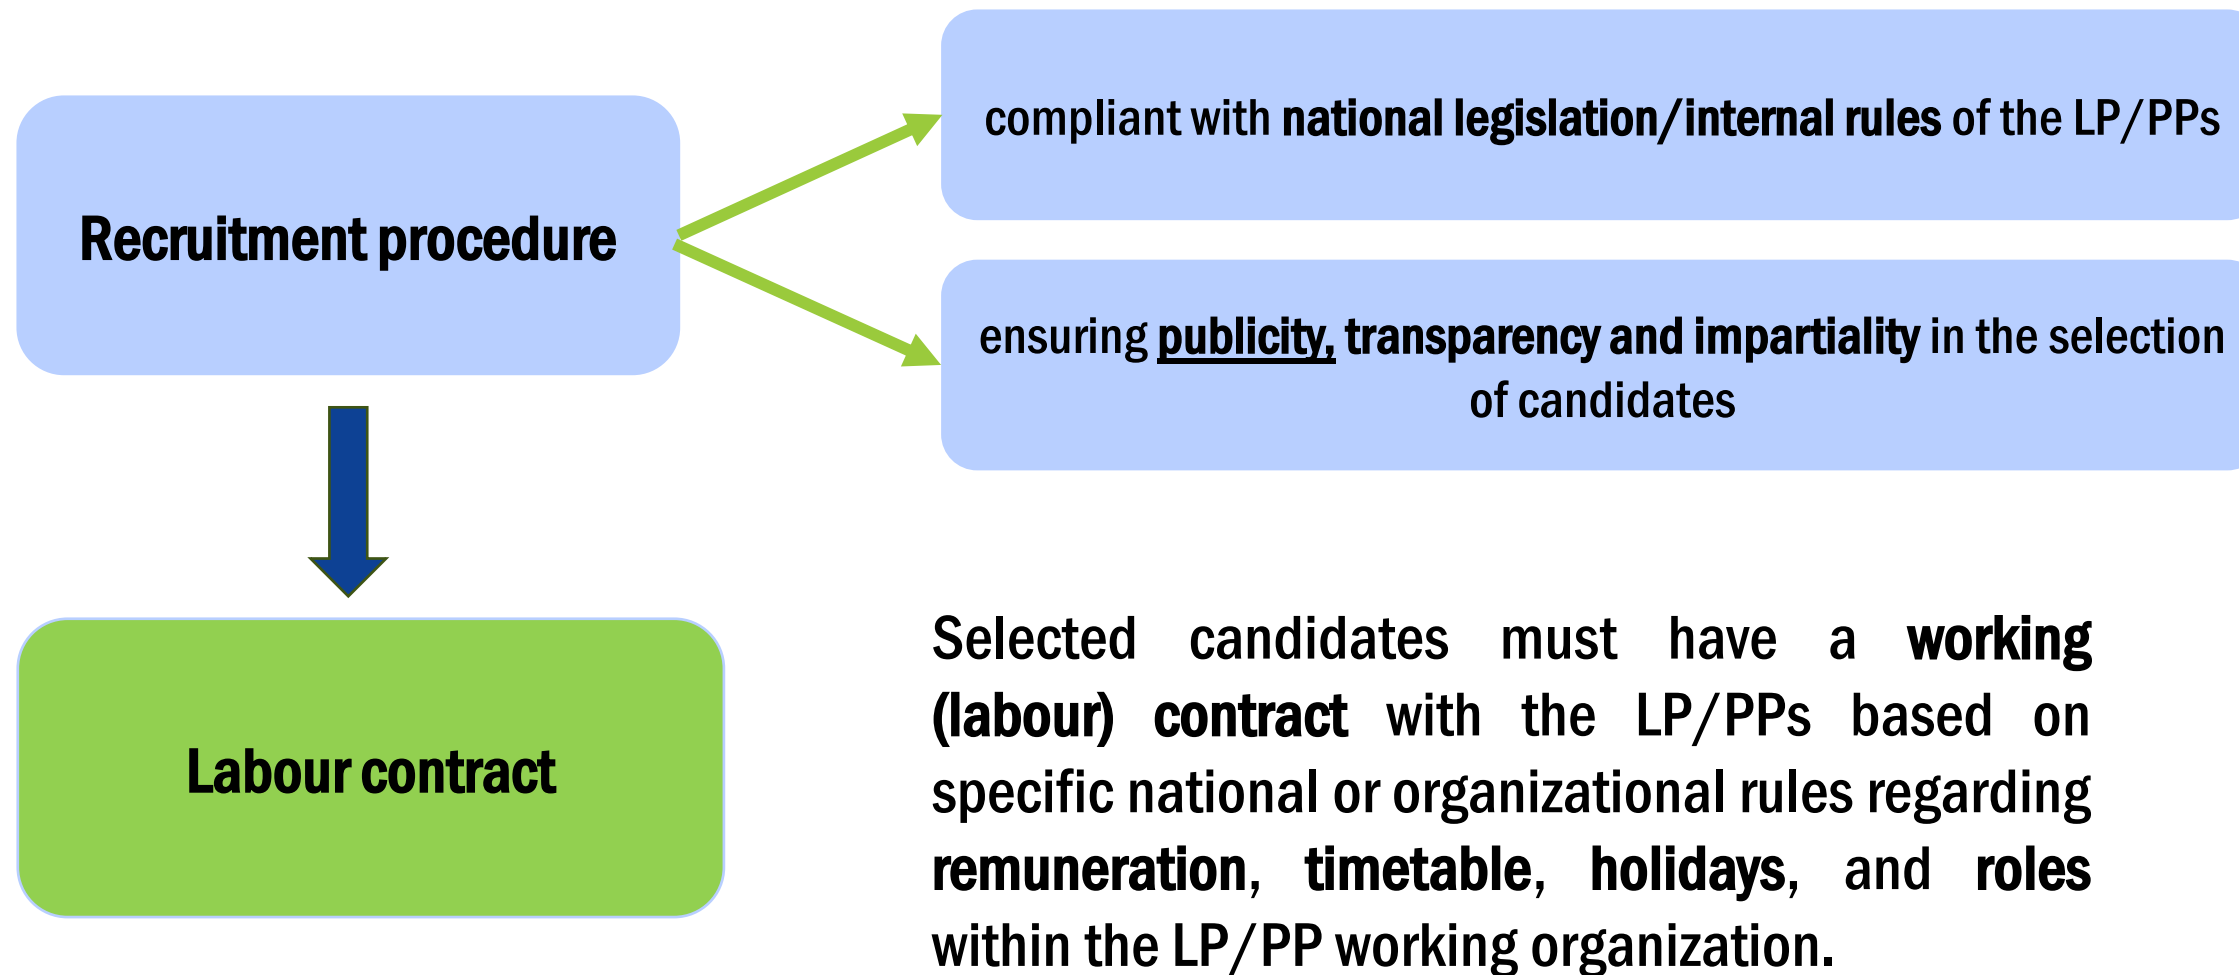 Recruitment procedure
compliant with national legislation/internal rules of the LP/PPs
ensuring publicity, transparency and impartiality in the selection
of candidates
Labour contract
Selected candidates must have a working
(labour) contract with the LP/PPs based on
specific national or organizational rules regarding
remuneration, timetable, holidays, and roles
within the LP/PP working organization.